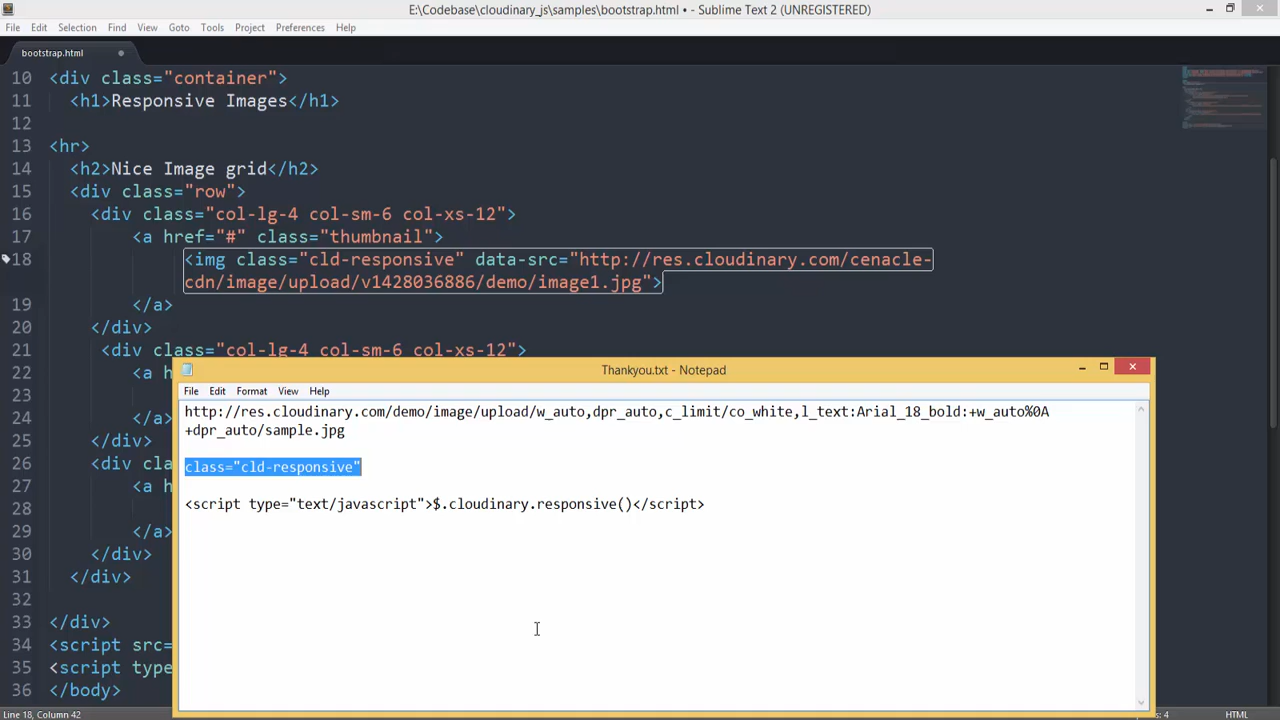 E:\Codebase\cloudinary_js\samples\bootstrap.html • - Sublime Text 2 (UNREGISTERED)
File Edit Selection Find View Goto Tools Project Preferences Help
bootstrap.html
10 <div class="container">
11 <h1>Responsive Images</h1>
12
13 <hr>
14 <h2>Nice Image grid</h2>
15 <div class="row">
16 <div class="col-lg-4 col-sm-6 col-xs-12">
17 <a href="#" class="thumbnail">
18 <img class="cld-responsive" data-src="http://res.cloudinary.com/cenacle-
cdn/image/upload/v1428036886/demo/image1.jpg">
19 </a>
20 </div>
21 <div class="col-lg-4 col-sm-6 col-xs-12">
22 <a h
23
24 </a>
25 </div>
26 <div cla
27 <a h
28
29 </a>
30 </div>
31 </div>
32
33 </div>
34 <script src=
35 <script type
36 </body>
Thankyou.txt - Notepad
File Edit Format View Help
http://res.cloudinary.com/demo/image/upload/w_auto,dpr_auto,c_limit/co_white,l_text:Arial_18_bold:+w_auto%0A
+dpr_auto/sample.jpg
class="cld-responsive"
<script type="text/javascript">$.cloudinary.responsive()</script>
Line 18, Column 42
: 4
HTML